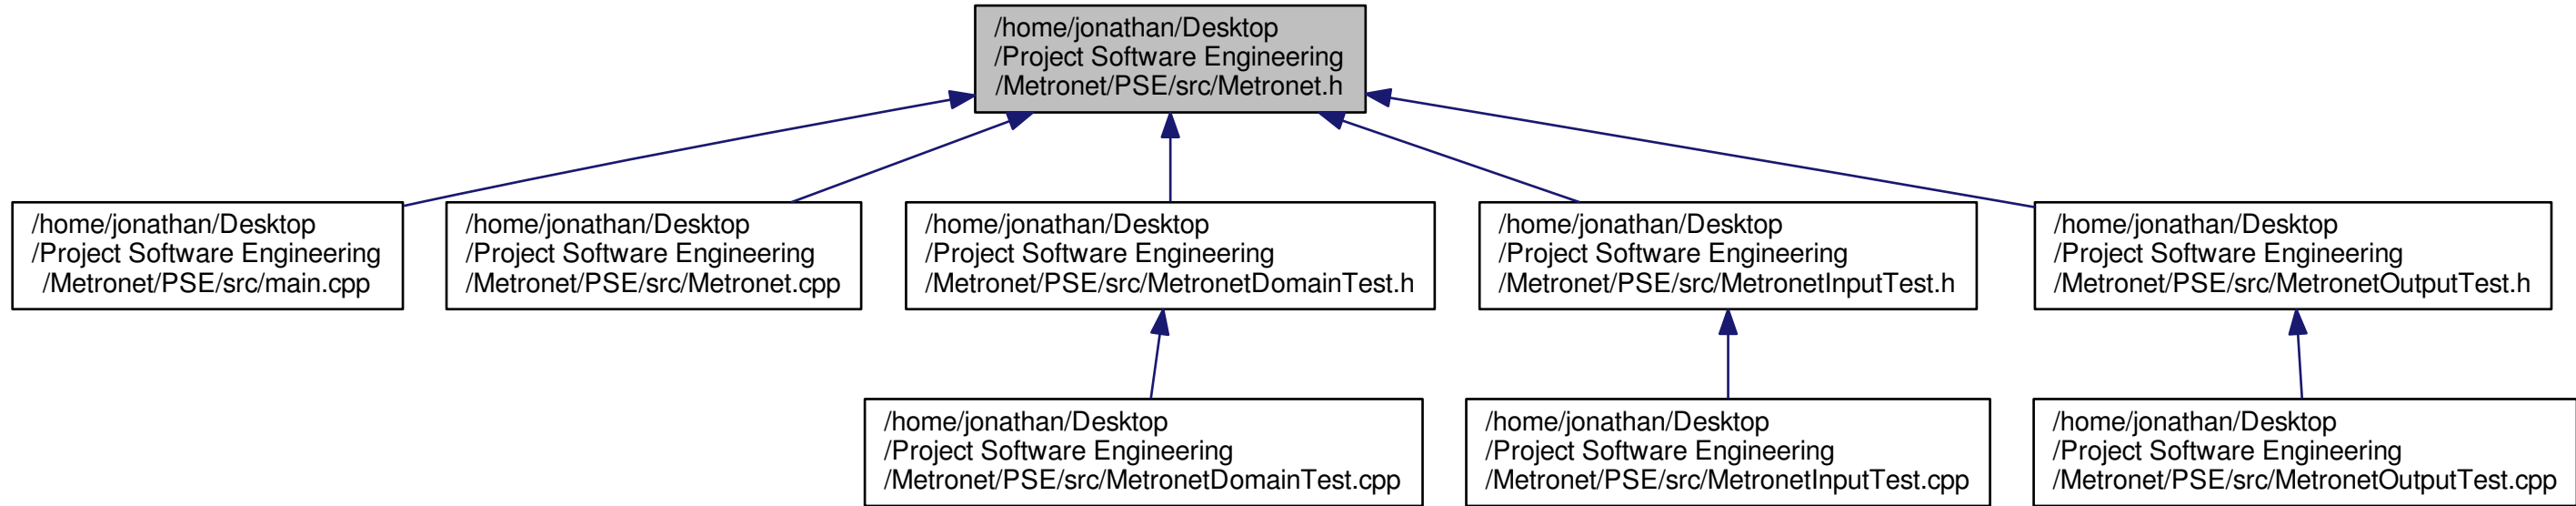 /home/jonathan/Desktop
/Project Software Engineering
/Metronet/PSE/src/Metronet.h
/home/jonathan/Desktop
/Project Software Engineering
/Metronet/PSE/src/main.cpp
/home/jonathan/Desktop
/Project Software Engineering
/Metronet/PSE/src/Metronet.cpp
/home/jonathan/Desktop
/Project Software Engineering
/Metronet/PSE/src/MetronetDomainTest.h
/home/jonathan/Desktop
/Project Software Engineering
/Metronet/PSE/src/MetronetInputTest.h
/home/jonathan/Desktop
/Project Software Engineering
/Metronet/PSE/src/MetronetOutputTest.h
/home/jonathan/Desktop
/Project Software Engineering
/Metronet/PSE/src/MetronetDomainTest.cpp
/home/jonathan/Desktop
/Project Software Engineering
/Metronet/PSE/src/MetronetInputTest.cpp
/home/jonathan/Desktop
/Project Software Engineering
/Metronet/PSE/src/MetronetOutputTest.cpp